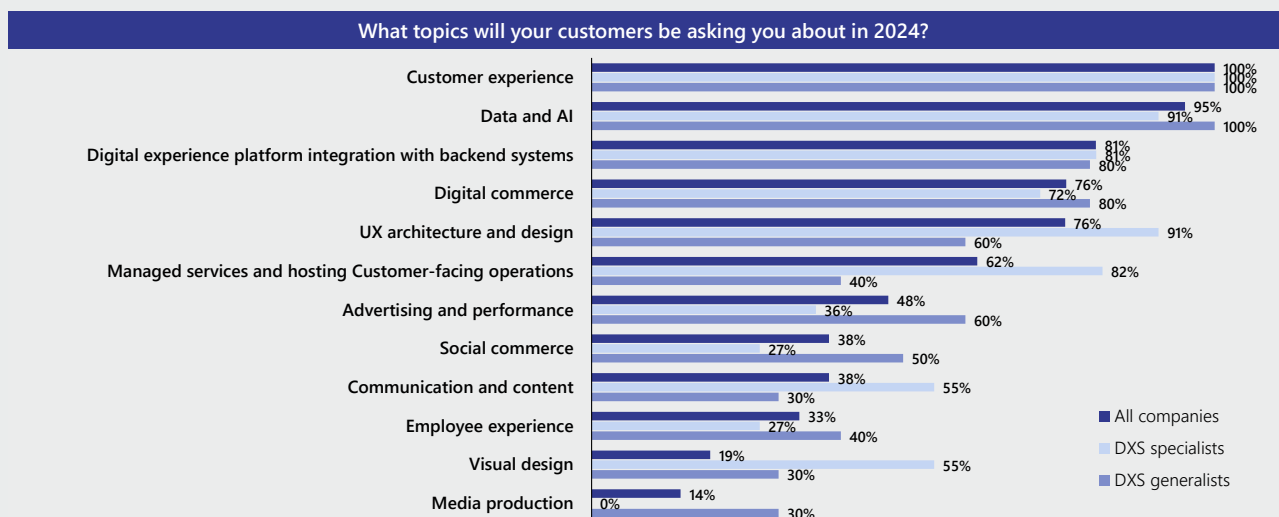 What topics will your customers be asking you about in 2024?
Customer experience
100%
100%
100%
Data and AI
95%
91%
100%
Digital experience platform integration with backend systems
81%
81%
80%
Digital commerce
76%
72%
80%
UX architecture and design
76%
91%
60%
Managed services and hosting Customer-facing operations
62%
82%
40%
Advertising and performance
48%
36%
60%
Social commerce
38%
27%
50%
Communication and content
38%
55%
30%
Employee experience
33%
27%
40%
Visual design
19%
55%
30%
Media production
14%
0%
30%
All companies
DXS specialists
DXS generalists